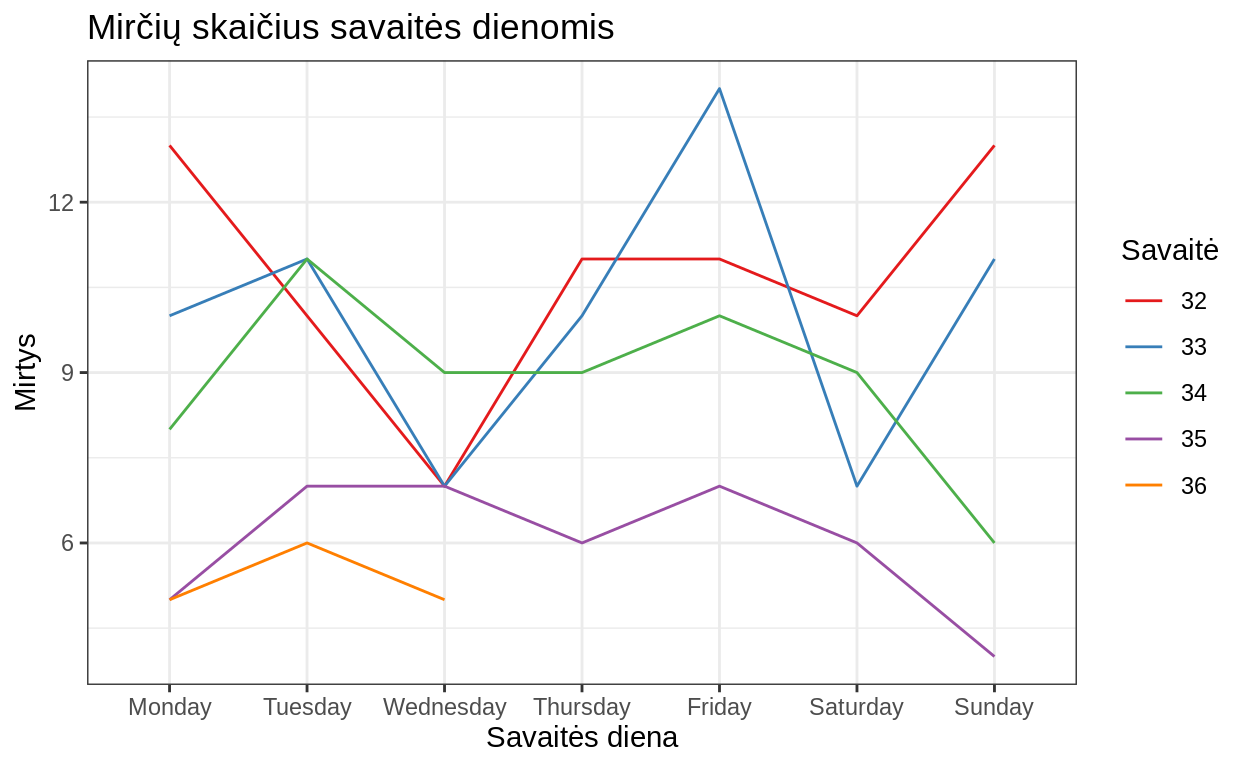 Mirčių skaičius savaitės dienomis
Mirtys
12
9
6
Monday Tuesday Wednesday Thursday Friday Saturday Sunday
Savaitės diena
Savaitė
32
33
34
35
36